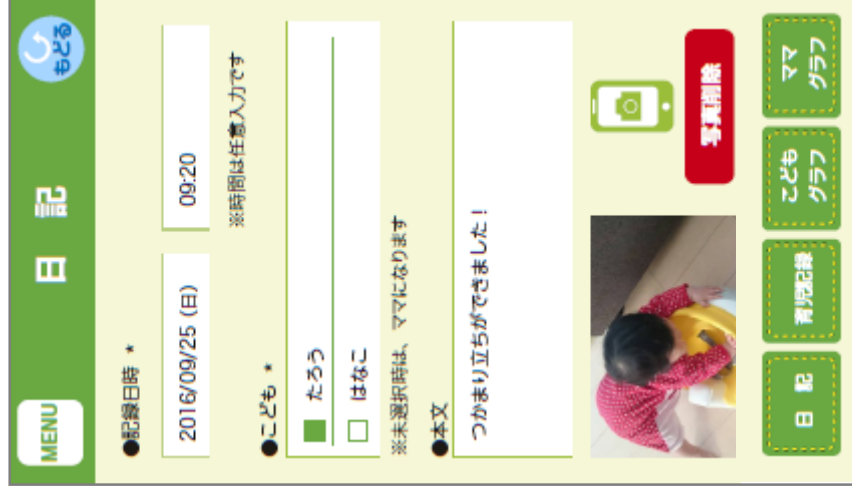 MENU
日 記
もどる
●記録日時 *
2016/09/25 (日)
09:20
※時間は任意入力です
●こども *
たろう
はなこ
※未選択時は、ママになります
●本文
つかまり立ちができました！
写真削除
日 記
育児記録
こども
グラフ
ママ
グラフ